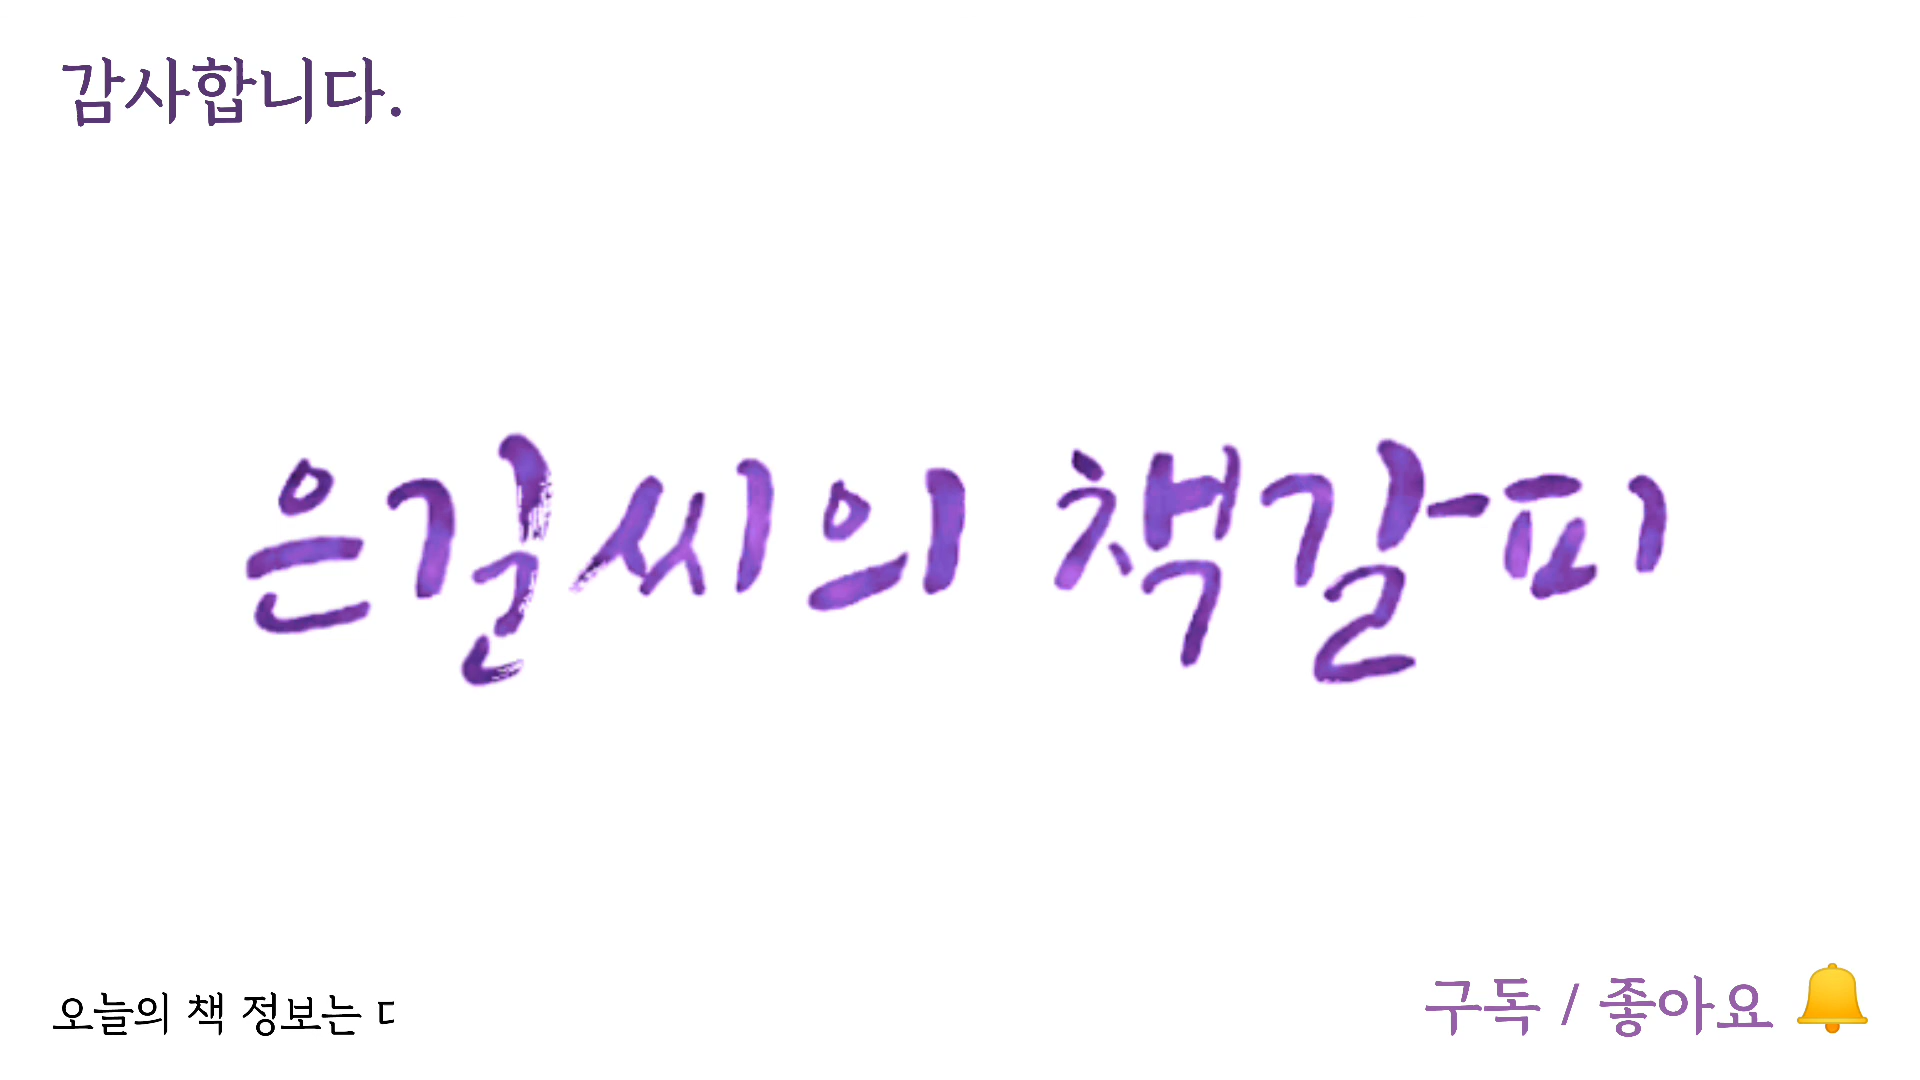 감사합니다.
은길씨의 책갈피
오늘의 책 정보는 ㄷ
구독 / 좋아요 🔔